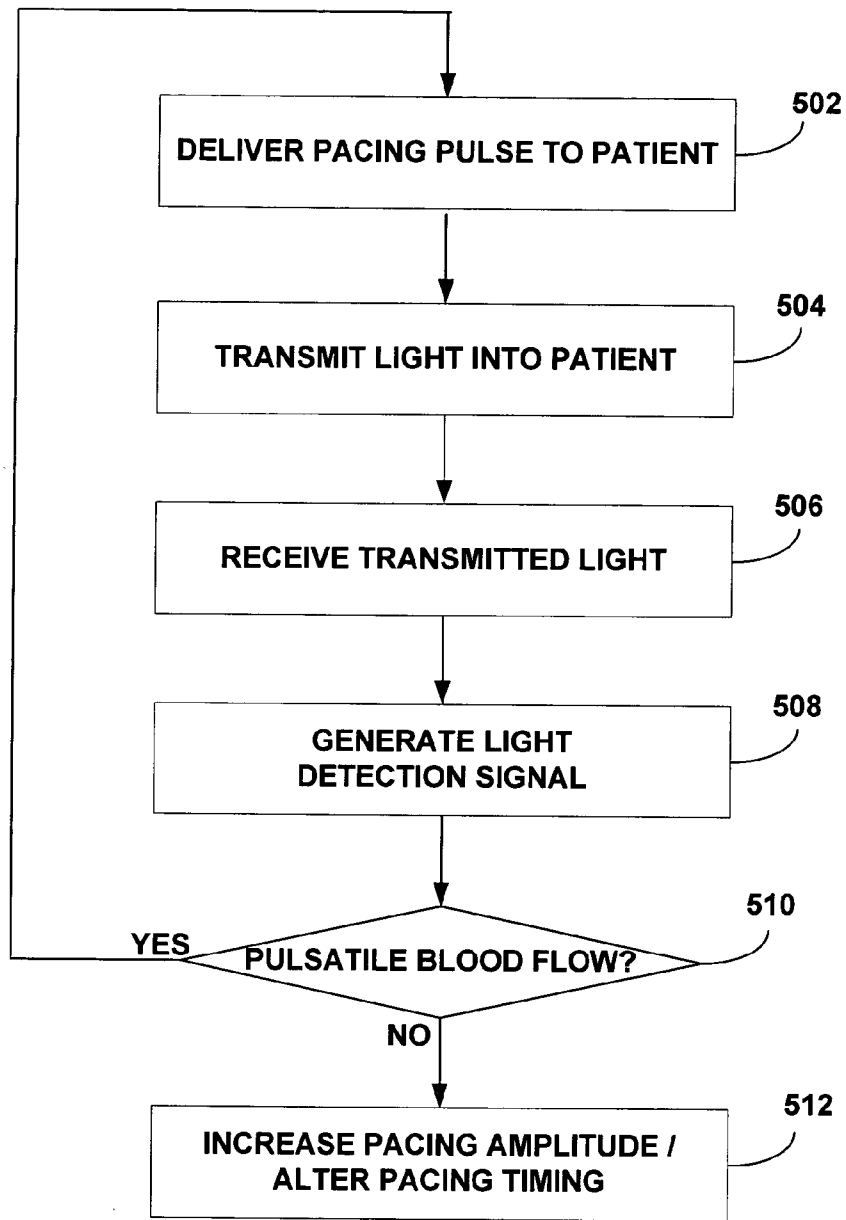 502
DELIVER PACING PULSE TO PATIENT
504
TRANSMIT LIGHT INTO PATIENT
506
RECEIVE TRANSMITTED LIGHT
508
GENERATE LIGHT
DETECTION SIGNAL
510
YES
PULSATILE BLOOD FLOW?
NO
512
INCREASE PACING AMPLITUDE /
ALTER PACING TIMING